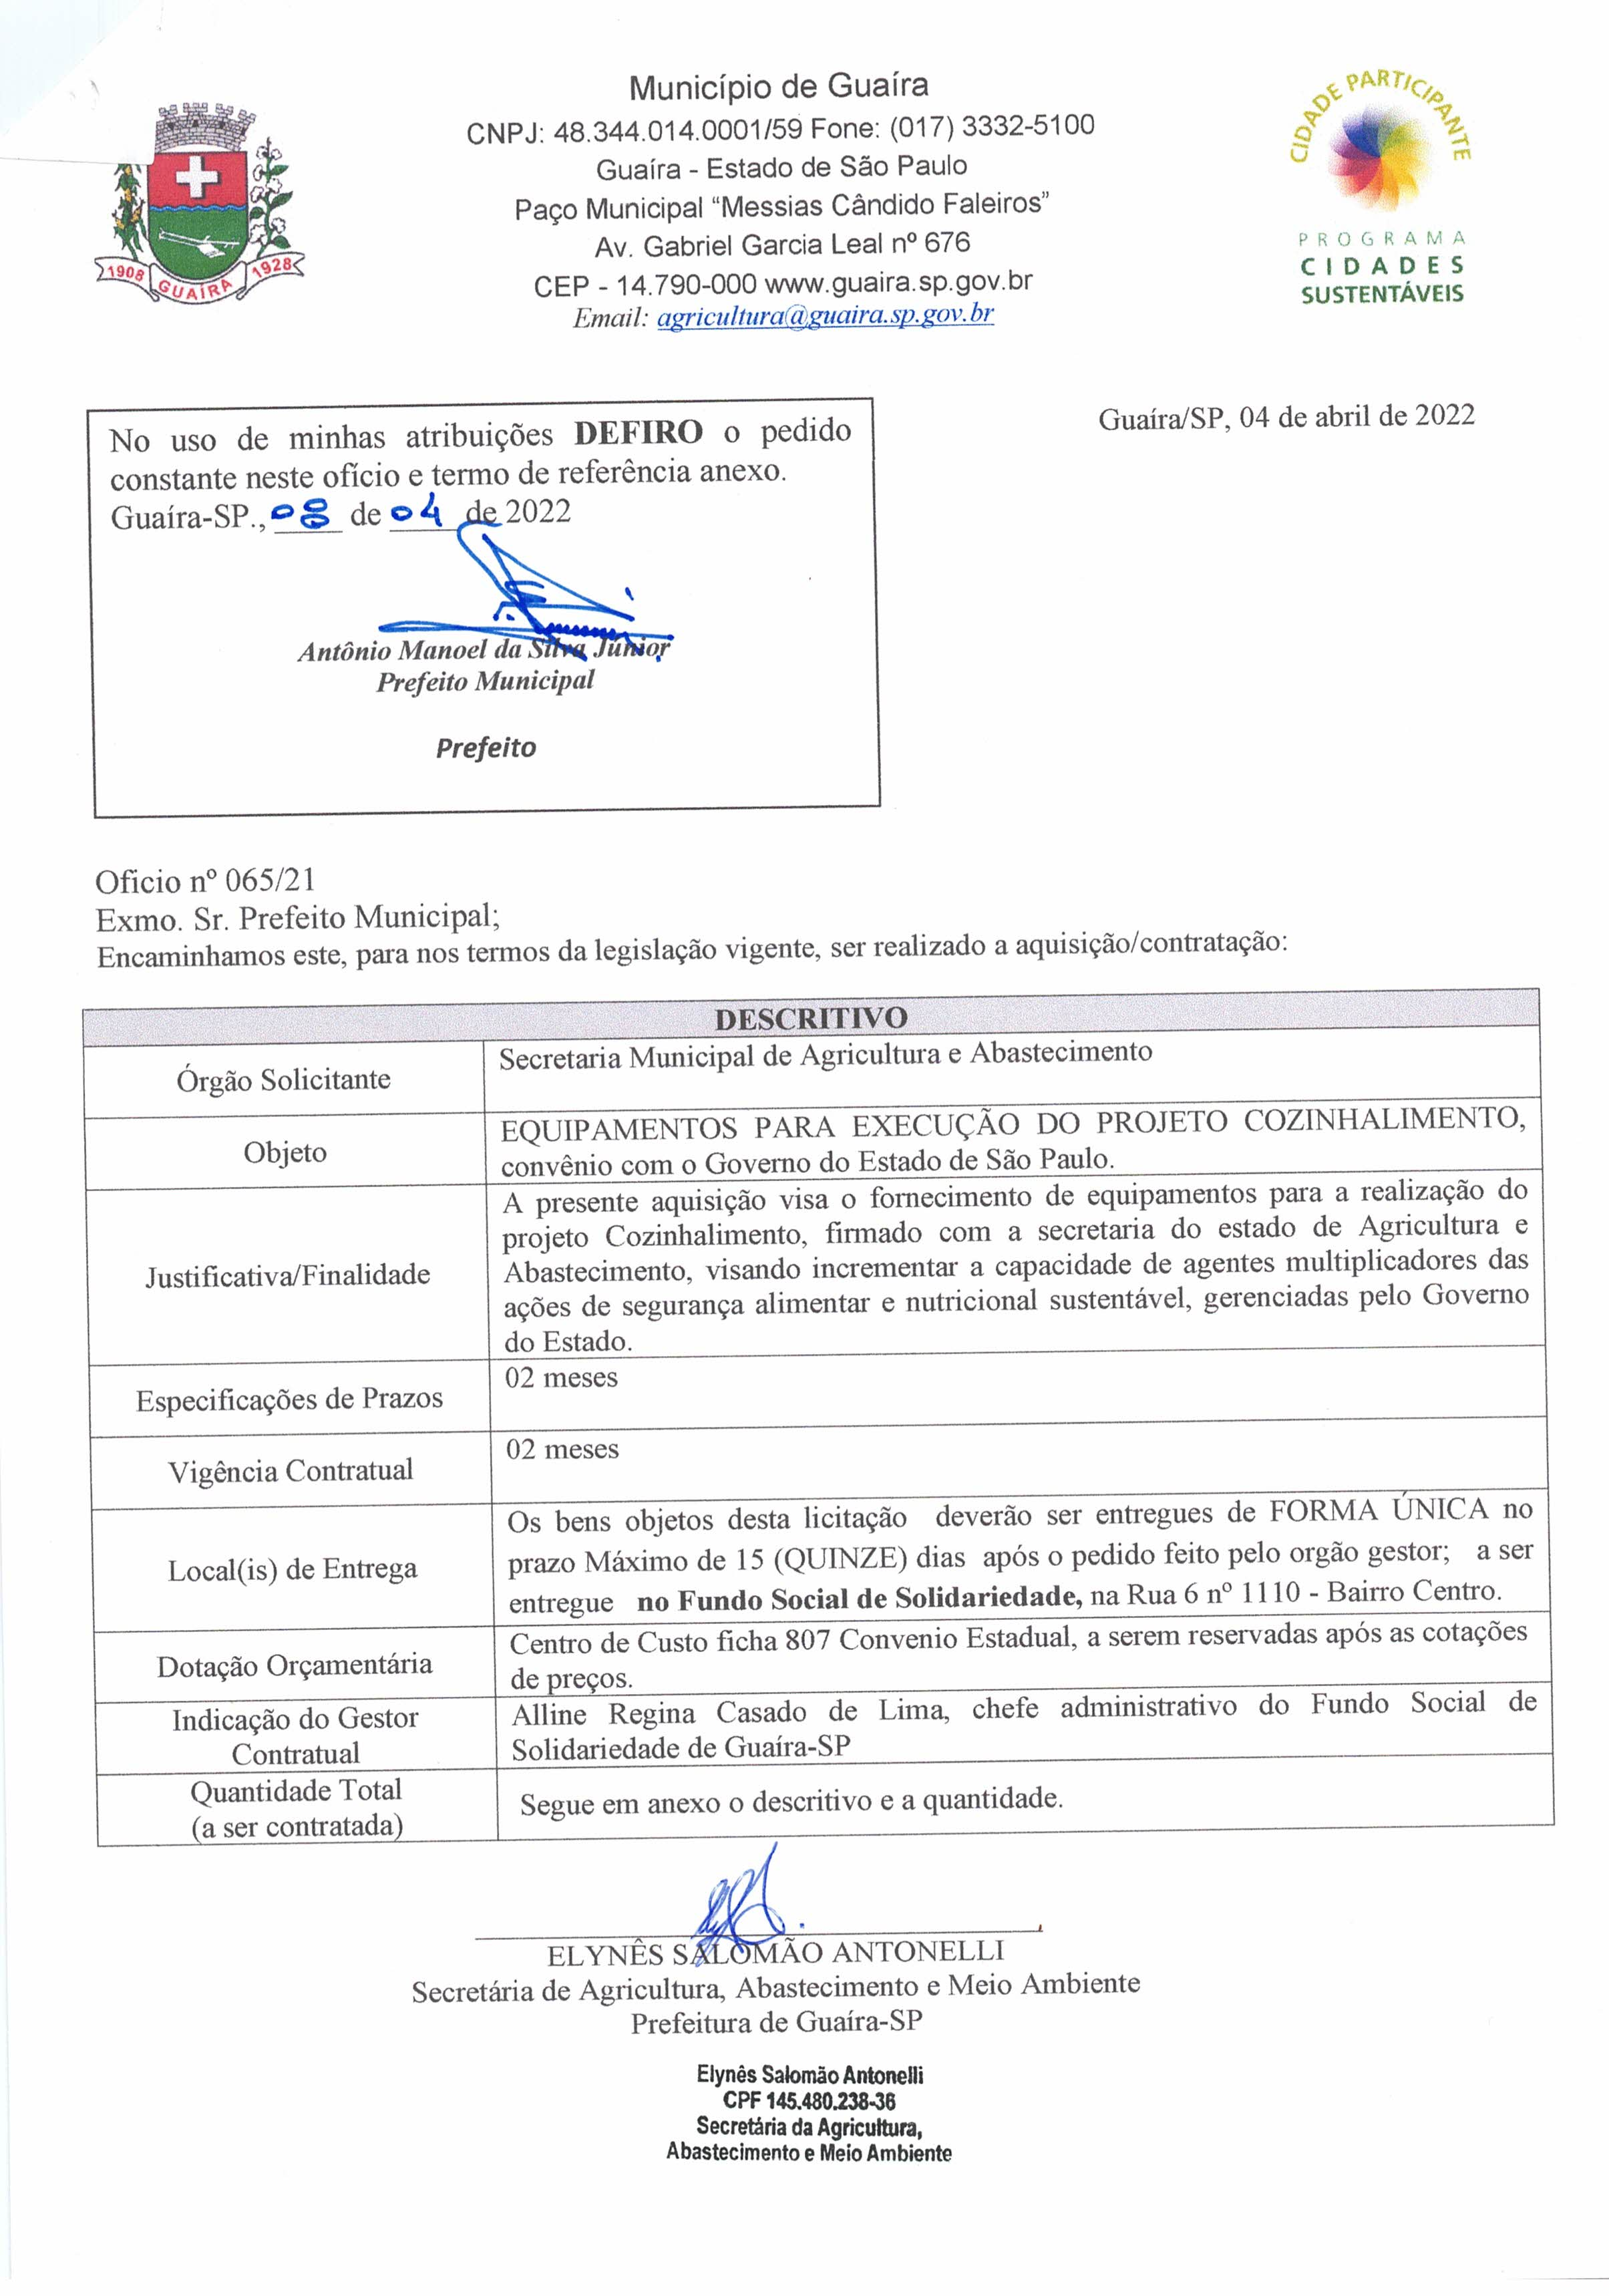 Município de Guaíra
CNPJ: 48.344.014.0001/59 Fone: (017) 3332-5100
Guaíra - Estado de São Paulo
Paço Municipal “Messias Cândido Faleiros”
Av. Gabriel Garcia Leal nº 676
CEP - 14.790-000 www.guaira.sp.gov.br
Email: agricultura@guaira.sp.gov.br
1908 GUAÍRA 1928
CIDADE PARTICIPANTE
PROGRAMA
CIDADES
SUSTENTÁVEIS
Guaíra/SP, 04 de abril de 2022
No uso de minhas atribuições DEFIRO o pedido
constante neste ofício e termo de referência anexo.
Guaíra-SP., 08 de 04 de 2022
Antônio Manoel da Silva Junior
Prefeito Municipal
Prefeito
Oficio nº 065/21
Exmo. Sr. Prefeito Municipal;
Encaminhamos este, para nos termos da legislação vigente, ser realizado a aquisição/contratação:
DESCRITIVO
Órgão Solicitante
Secretaria Municipal de Agricultura e Abastecimento
Objeto
EQUIPAMENTOS PARA EXECUÇÃO DO PROJETO COZINHALIMENTO,
convênio com o Governo do Estado de São Paulo.
Justificativa/Finalidade
A presente aquisição visa o fornecimento de equipamentos para a realização do
projeto Cozinhalimento, firmado com a secretaria do estado de Agricultura e
Abastecimento, visando incrementar a capacidade de agentes multiplicadores das
ações de segurança alimentar e nutricional sustentável, gerenciadas pelo Governo
do Estado.
Especificações de Prazos
02 meses
Vigência Contratual
02 meses
Local(is) de Entrega
Os bens objetos desta licitação deverão ser entregues de FORMA ÚNICA no
prazo Máximo de 15 (QUINZE) dias após o pedido feito pelo orgão gestor; a ser
entregue no Fundo Social de Solidariedade, na Rua 6 nº 1110 - Bairro Centro.
Dotação Orçamentária
Centro de Custo ficha 807 Convenio Estadual, a serem reservadas após as cotações
de preços.
Indicação do Gestor
Contratual
Alline Regina Casado de Lima, chefe administrativo do Fundo Social de
Solidariedade de Guaíra-SP
Quantidade Total
(a ser contratada)
Segue em anexo o descritivo e a quantidade.
ELYNÊS SALOMÃO ANTONELLI
Secretária de Agricultura, Abastecimento e Meio Ambiente
Prefeitura de Guaíra-SP
Elynês Salomão Antonelli
CPF 145.480.238-36
Secretária da Agricultura,
Abastecimento e Meio Ambiente